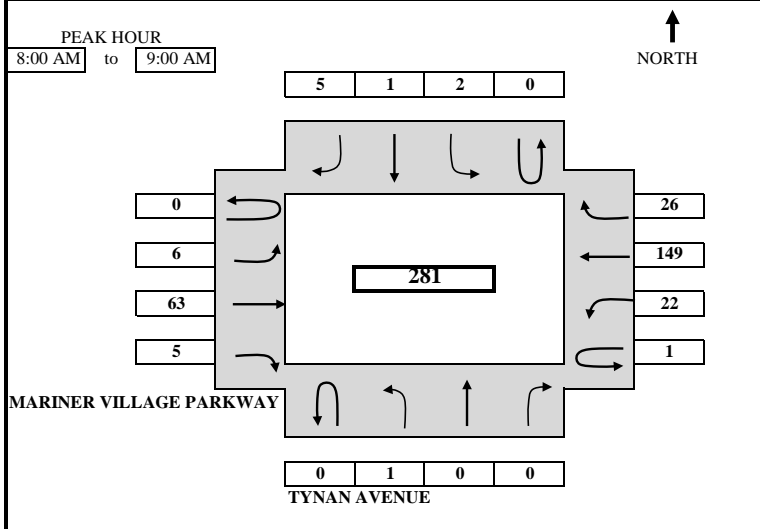 PEAK HOUR
8:00 AM to 9:00 AM
NORTH
5 1 2 0
0 26
6 149
281
63 22
5 1
MARINER VILLAGE PARKWAY
0 1 0 0
TYNAN AVENUE